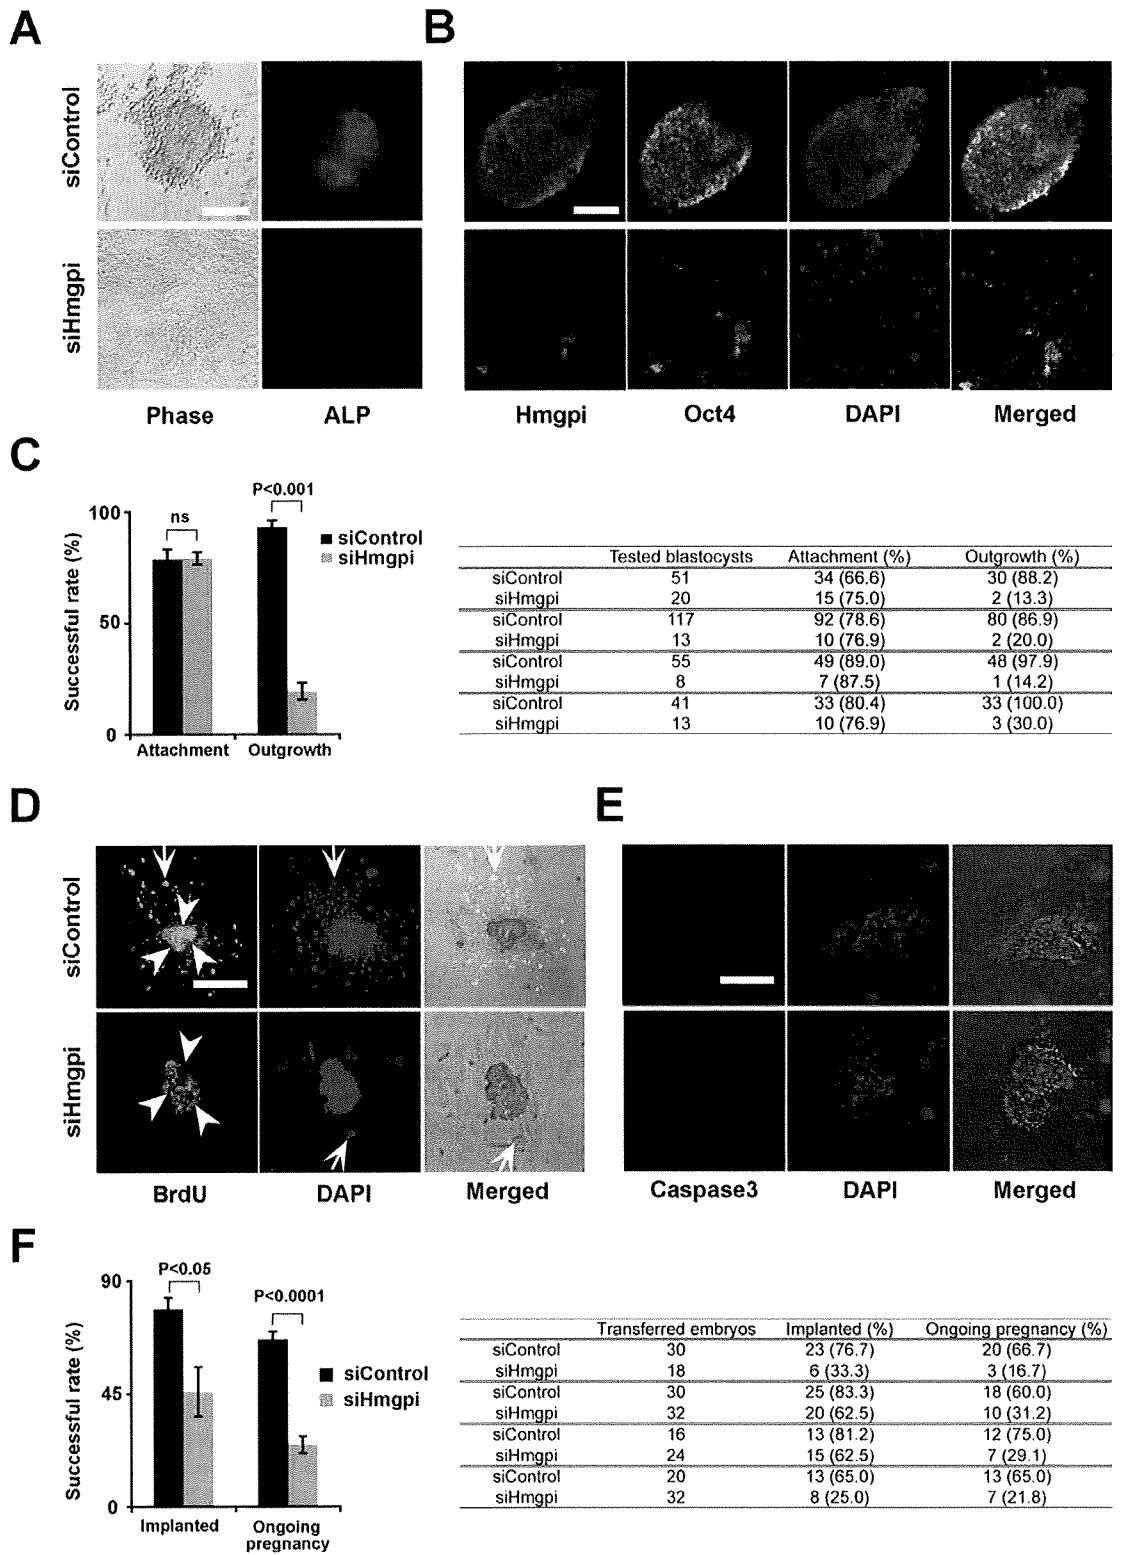 A
B
siControl
siHmgpi
Phase
ALP
Hmgpi
Oct4
DAPI
Merged
C
Successful rate (%)
100
50
0
ns
P<0.001
siControl
siHmgpi
Attachment
Outgrowth
Tested blastocysts Attachment (%) Outgrowth (%)
siControl 51 34 (66.6) 30 (88.2)
siHmgpi 20 15 (75.0) 2 (13.3)
siControl 117 92 (78.6) 80 (86.9)
siHmgpi 13 10 (76.9) 2 (20.0)
siControl 55 49 (89.0) 48 (97.9)
siHmgpi 8 7 (87.5) 1 (14.2)
siControl 41 33 (80.4) 33 (100.0)
siHmgpi 13 10 (76.9) 3 (30.0)
D
E
siControl
siHmgpi
BrdU
DAPI
Merged
Caspase3
DAPI
Merged
F
Successful rate (%)
90
45
0
P<0.05
P<0.0001
siControl
siHmgpi
Implanted
Ongoing
pregnancy
Transferred embryos Implanted (%) Ongoing pregnancy (%)
siControl 30 23 (76.7) 20 (66.7)
siHmgpi 18 6 (33.3) 3 (16.7)
siControl 30 25 (83.3) 18 (60.0)
siHmgpi 32 20 (62.5) 10 (31.2)
siControl 16 13 (81.2) 12 (75.0)
siHmgpi 24 15 (62.5) 7 (29.1)
siControl 20 13 (65.0) 13 (65.0)
siHmgpi 32 8 (25.0) 7 (21.8)